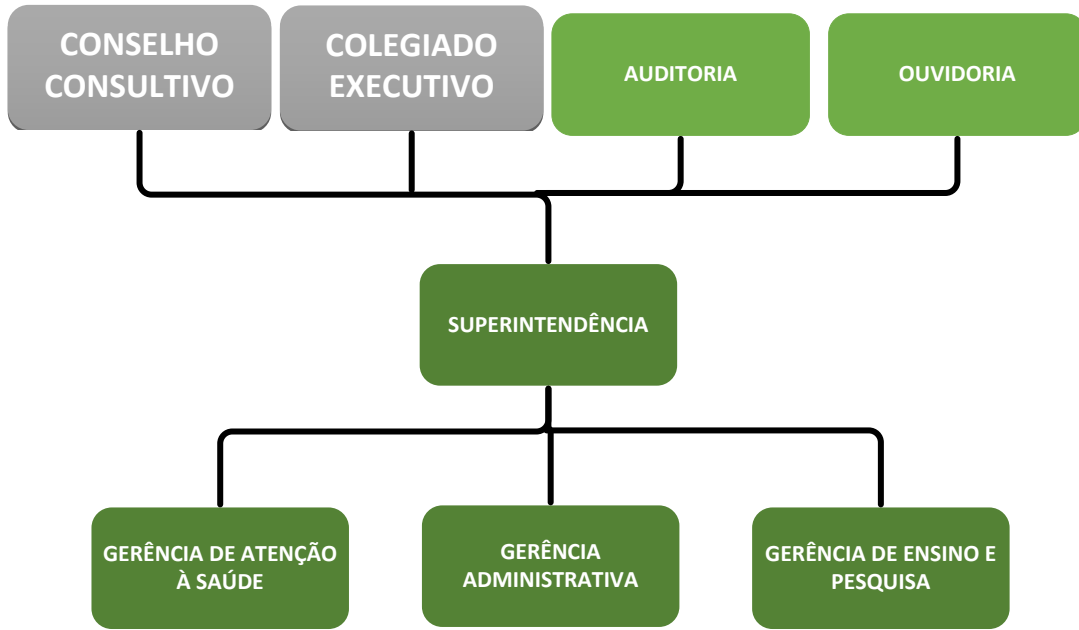 CONSELHO
CONSULTIVO
COLEGIADO
EXECUTIVO
AUDITORIA
OUVIDORIA
SUPERINTENDÊNCIA
GERÊNCIA DE ATENÇÃO
À SAÚDE
GERÊNCIA
ADMINISTRATIVA
GERÊNCIA DE ENSINO E
PESQUISA